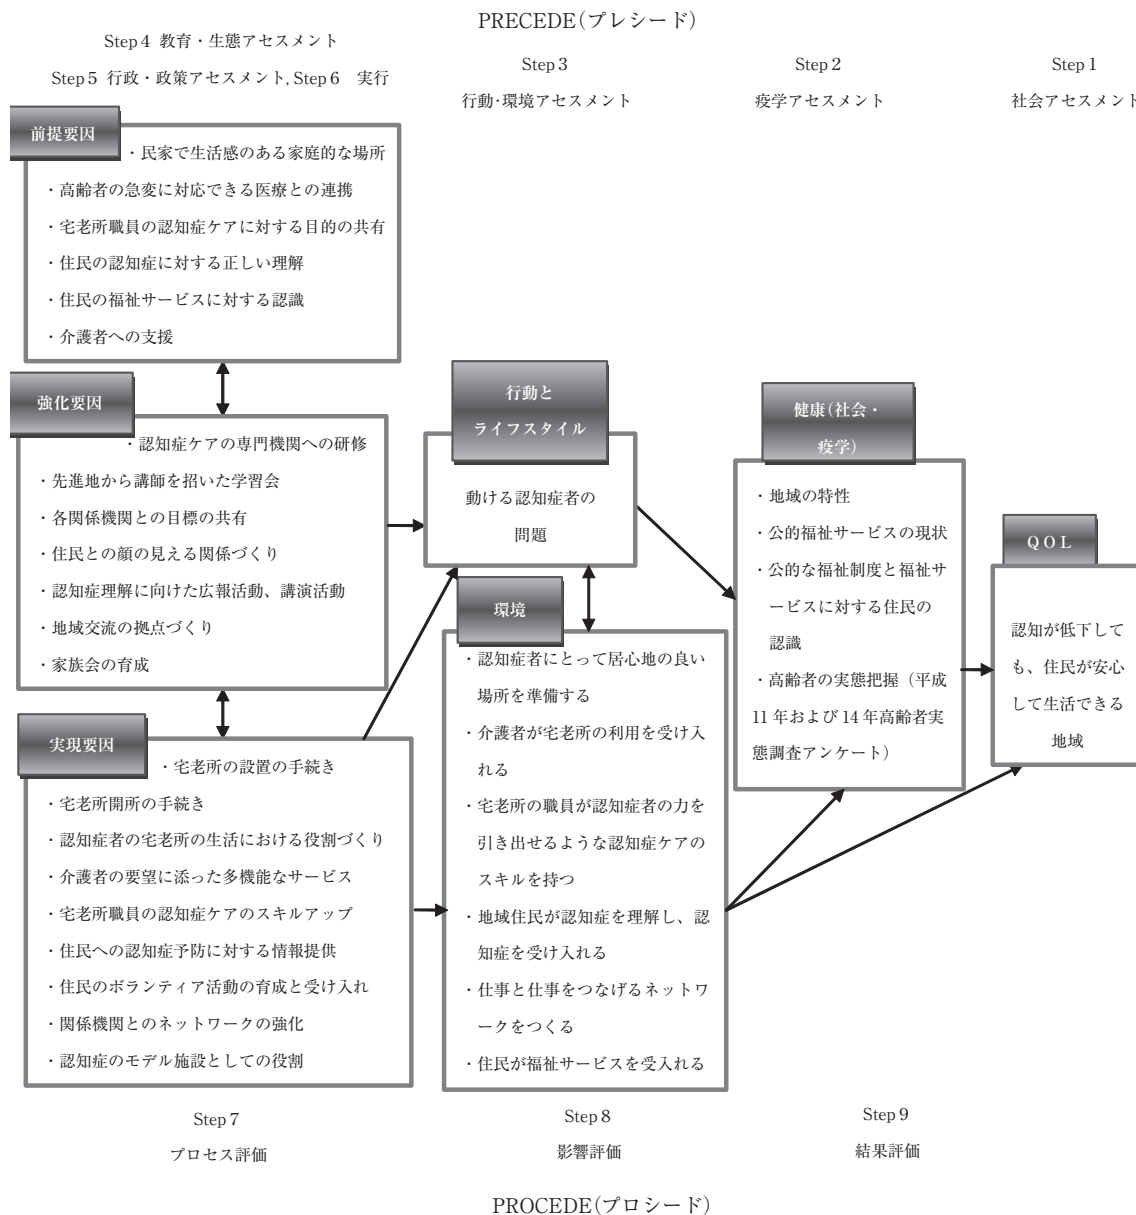 PRECEDE(プレシード)
Step 4 教育・生態アセスメント
Step 5 行政・政策アセスメント, Step 6　実行
Step 3
行動・環境アセスメント
Step 2
疫学アセスメント
Step 1
社会アセスメント
前提要因
・民家で生活感のある家庭的な場所
・高齢者の急変に対応できる医療との連携
・宅老所職員の認知症ケアに対する目的の共有
・住民の認知症に対する正しい理解
・住民の福祉サービスに対する認識
・介護者への支援
強化要因
・認知症ケアの専門機関への研修
・先進地から講師を招いた学習会
・各関係機関との目標の共有
・住民との顔の見える関係づくり
・認知症理解に向けた広報活動、講演活動
・地域交流の拠点づくり
・家族会の育成
実現要因
・宅老所の設置の手続き
・宅老所開所の手続き
・認知症者の宅老所の生活における役割づくり
・介護者の要望に添った多機能なサービス
・宅老所職員の認知症ケアのスキルアップ
・住民への認知症予防に対する情報提供
・住民のボランティア活動の育成と受け入れ
・関係機関とのネットワークの強化
・認知症のモデル施設としての役割
行動と
ライフスタイル
動ける認知症者の
問題
環境
・認知症者にとって居心地の良い
場所を準備する
・介護者が宅老所の利用を受け入
れる
・宅老所の職員が認知症者の力を
引き出せるような認知症ケアの
スキルを持つ
・地域住民が認知症を理解し、認
知症を受け入れる
・仕事と仕事をつなげるネットワ
ークをつくる
・住民が福祉サービスを受入れる
健康(社会・
疫学)
・地域の特性
・公的福祉サービスの現状
・公的な福祉制度と福祉サ
ービスに対する住民の
認識
・高齢者の実態把握（平成
11 年および 14 年高齢者実
態調査アンケート）
QOL
認知が低下して
も、住民が安心
して生活できる
地域
Step 7
プロセス評価
Step 8
影響評価
Step 9
結果評価
PROCEDE(プロシード)